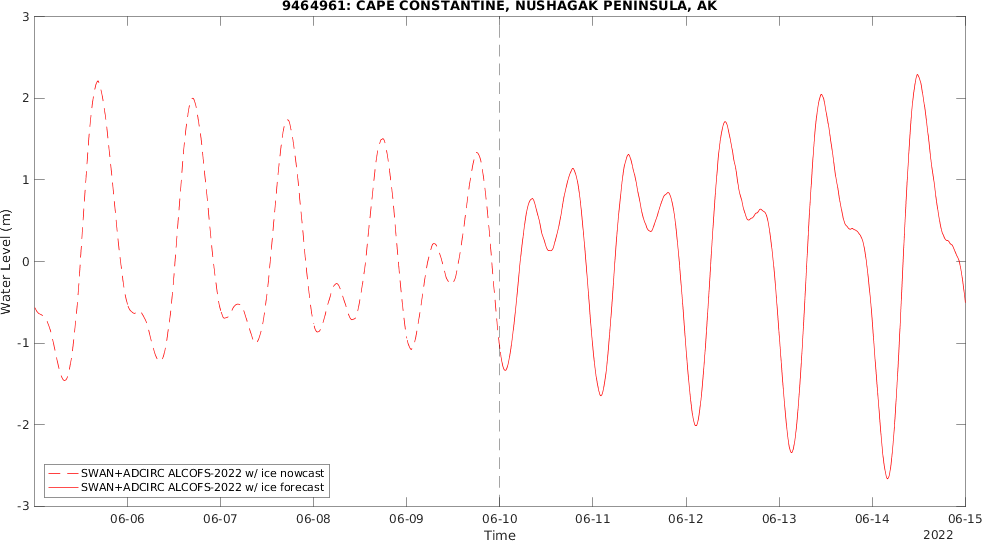 9464961: CAPE CONSTANTINE, NUSHAGAK PENINSULA, AK
3
2
1
0
-1
-2
-3
Water Level (m)
SWAN+ADCIRC ALCOFS-2022 w/ ice nowcast
SWAN+ADCIRC ALCOFS-2022 w/ ice forecast
06-06 06-07 06-08 06-09 06-10 06-11 06-12 06-13 06-14 06-15
Time
2022